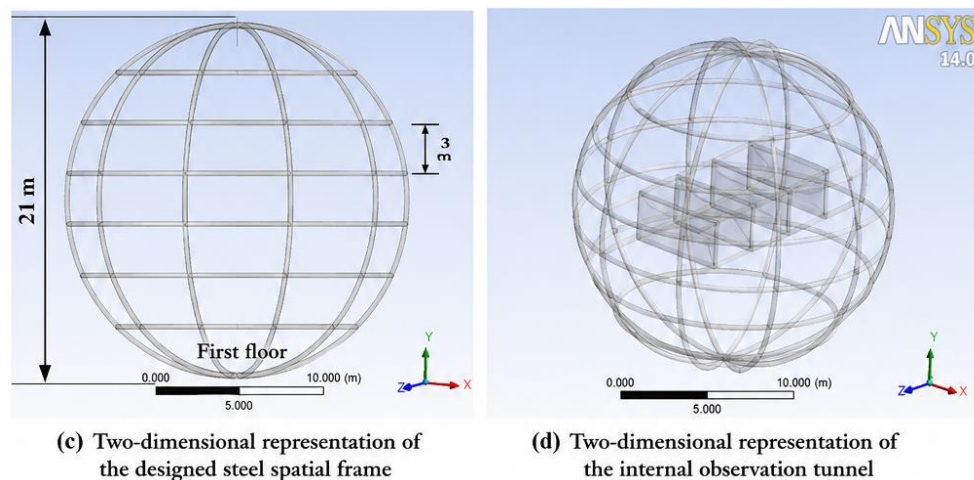 21 m
3
m
First floor
0.000
10.000 (m)
5.000
Y
Z
X
(c) Two-dimensional representation of
the designed steel spatial frame
ANSYS
14.0
0.000
10.000 (m)
5.000
Y
Z
X
(d) Two-dimensional representation of
the internal observation tunnel